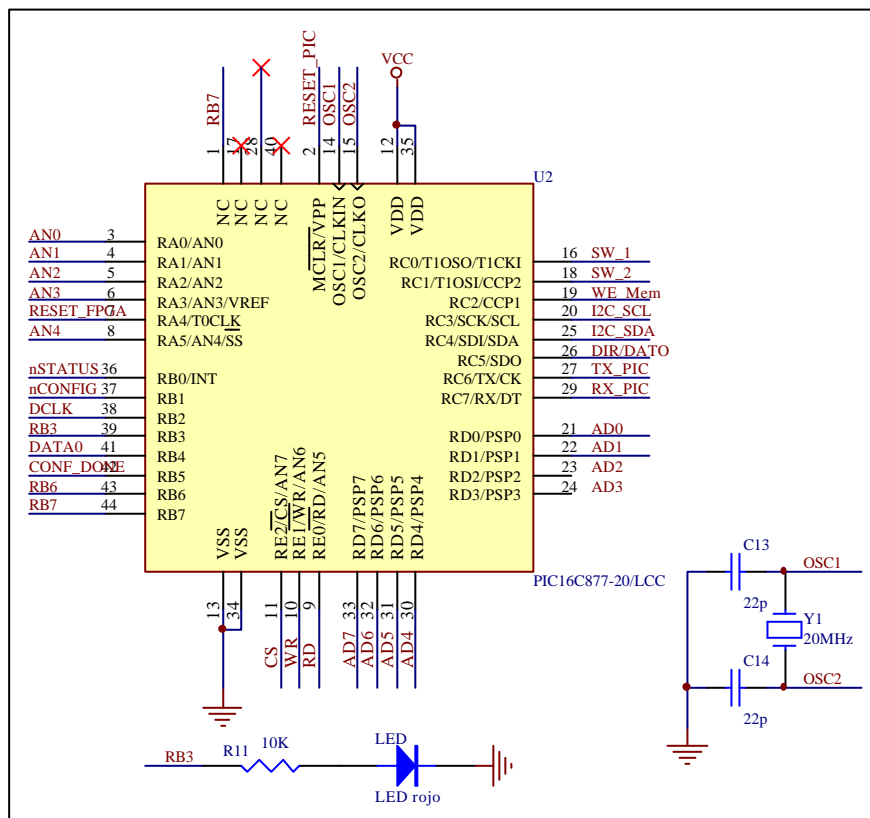 VCC
RB7
RESET_PIC
OSC1
OSC2
1
17
28
40
2
14
15
12
35
U2
NC
NC
NC
NC
MCLR/VPP
OSC1/CLKIN
OSC2/CLKO
VDD
VDD
AN0 3 RA0/AN0
AN1 4 RA1/AN1
AN2 5 RA2/AN2
AN3 6 RA3/AN3/VREF
RESET_FPGA 7 RA4/T0CLK
AN4 8 RA5/AN4/SS
nSTATUS 36 RB0/INT
nCONFIG 37 RB1
DCLK 38 RB2
RB3 39 RB3
DATA0 41 RB4
CONF_DONE 42 RB5
RB6 43 RB6
RB7 44 RB7
RC0/T1OSO/T1CKI 16 SW_1
RC1/T1OSI/CCP2 18 SW_2
RC2/CCP1 19 WE_Mem
RC3/SCK/SCL 20 I2C_SCL
RC4/SDI/SDA 25 I2C_SDA
RC5/SDO 26 DIR/DATO
RC6/TX/CK 27 TX_PIC
RC7/RX/DT 29 RX_PIC
RD0/PSP0 21 AD0
RD1/PSP1 22 AD1
RD2/PSP2 23 AD2
RD3/PSP3 24 AD3
VSS
VSS
RE2/CS/AN7
RE1/WR/AN6
RE0/RD/AN5
RD7/PSP7
RD6/PSP6
RD5/PSP5
RD4/PSP4
PIC16C877-20/LCC
13
34
11
10
9
33
32
31
30
CS
WR
RD
AD7
AD6
AD5
AD4
C13
22p
OSC1
Y1
20MHz
C14
22p
OSC2
RB3
R11
10K
LED
LED rojo